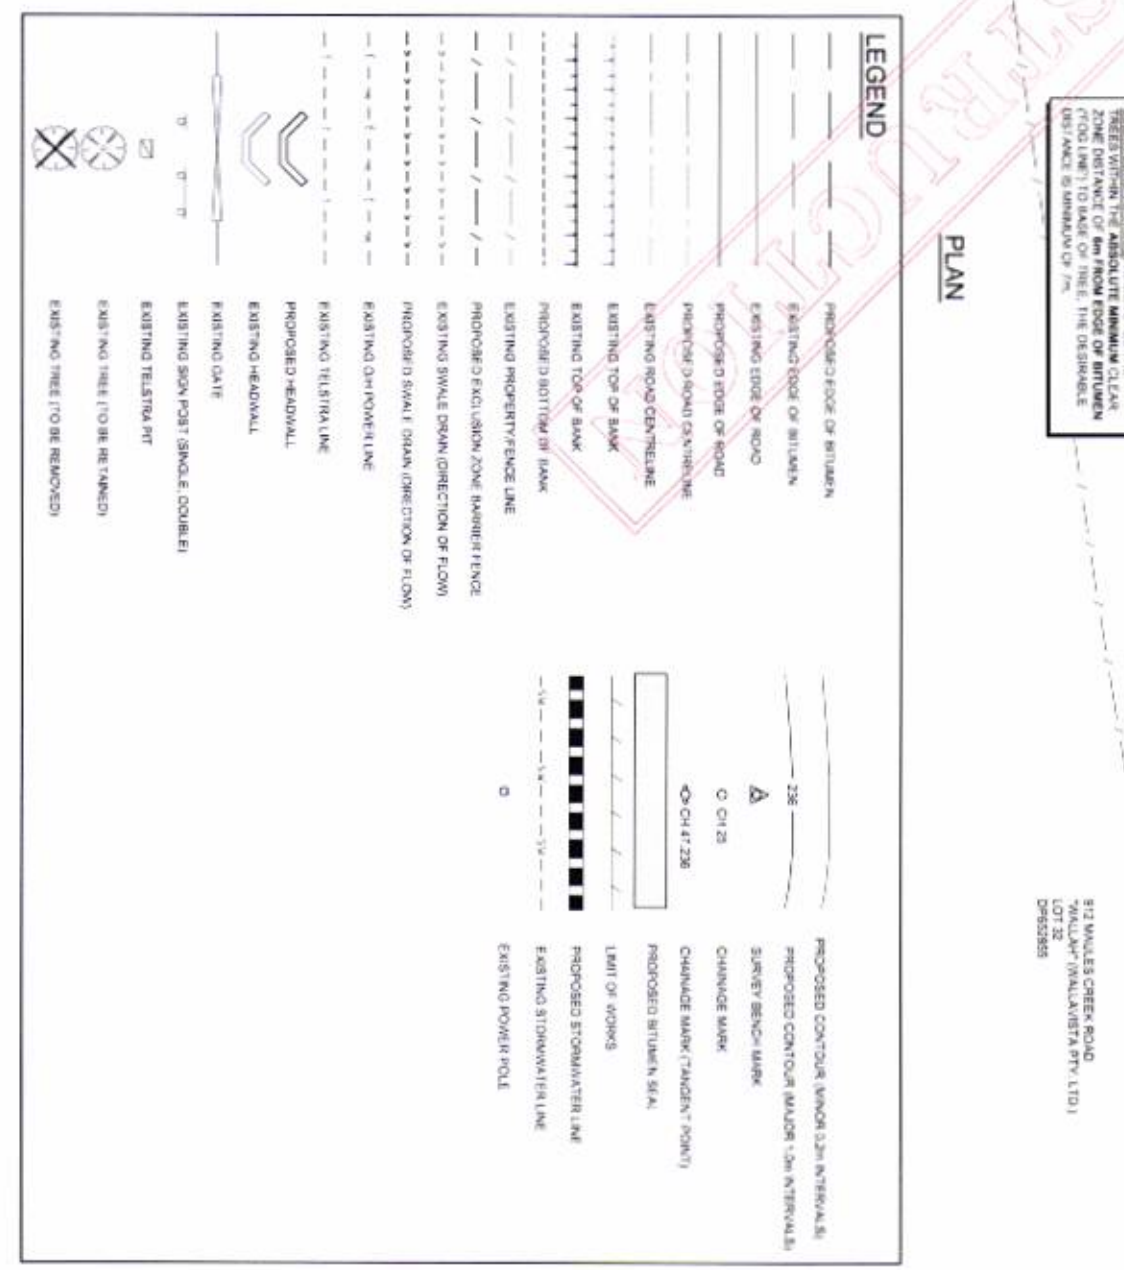 TREES WITHIN THE ABSOLUTE MINIMUM CLEAR
ZONE DISTANCE OF 6m FROM EDGE OF BITUMEN
("FOG LINE") TO BASE OF TREE, THE DESIRABLE
DISTANCE IS MINIMUM OF 7m.
912 MAULES CREEK ROAD
"WALLAH" (WALLAVISTA PTY. LTD.)
LOT 32
DP652955
PLAN
STRUCTION
LEGEND
PROPOSED EDGE OF BITUMEN
EXISTING EDGE OF BITUMEN
EXISTING EDGE OF ROAD
PROPOSED EDGE OF ROAD
PROPOSED ROAD CENTRELINE
EXISTING ROAD CENTRELINE
EXISTING TOP OF BANK
EXISTING TOP OF BANK
PROPOSED BOTTOM OF BANK
EXISTING PROPERTY/FENCE LINE
PROPOSED EXCLUSION ZONE BARRIER FENCE
EXISTING SWALE DRAIN (DIRECTION OF FLOW)
PROPOSED SWALE DRAIN (DIRECTION OF FLOW)
EXISTING O/H POWER LINE
EXISTING TELSTRA LINE
PROPOSED HEADWALL
EXISTING HEADWALL
EXISTING GATE
EXISTING SIGN POST (SINGLE, DOUBLE)
EXISTING TELSTRA PIT
EXISTING TREE (TO BE RETAINED)
EXISTING TREE (TO BE REMOVED)
PROPOSED CONTOUR (MINOR 0.2m INTERVALS)
236 PROPOSED CONTOUR (MAJOR 1.0m INTERVALS)
SURVEY BENCH MARK
CH 25 CHAINAGE MARK
CH 47.236 CHAINAGE MARK (TANGENT POINT)
PROPOSED BITUMEN SEAL
LIMIT OF WORKS
PROPOSED STORMWATER LINE
SW SW SW EXISTING STORMWATER LINE
EXISTING POWER POLE